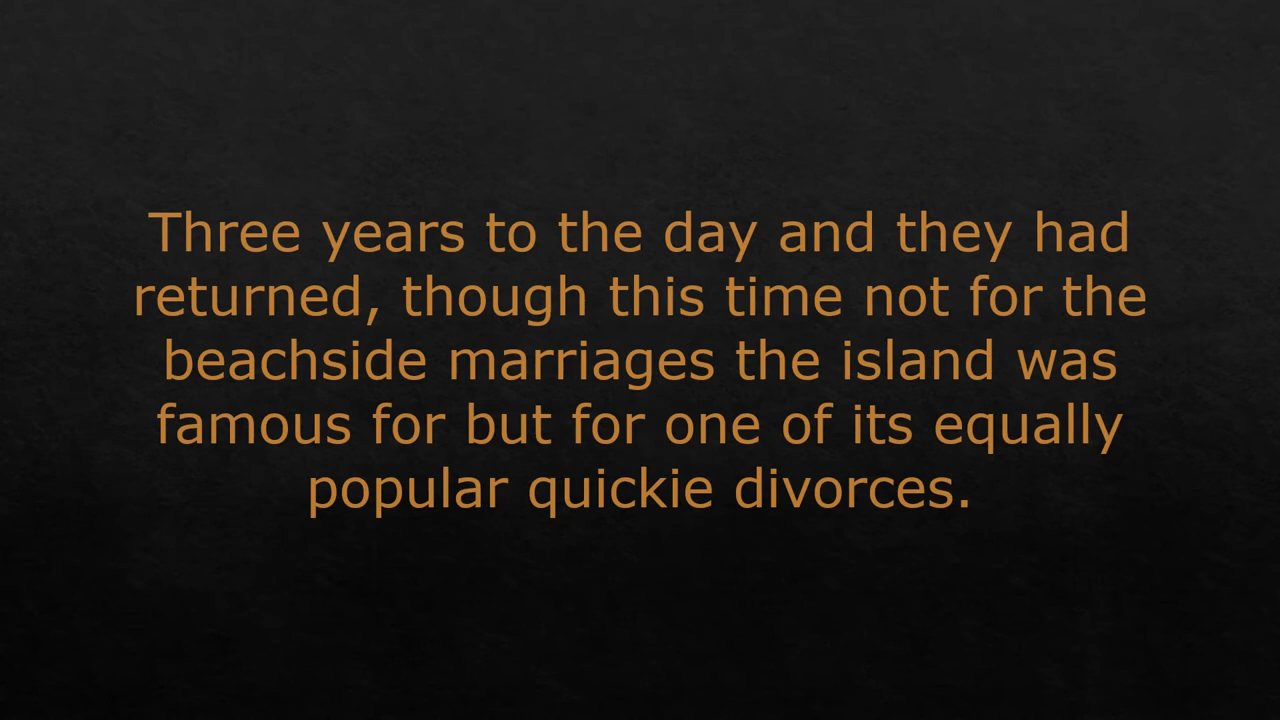 Three years to the day and they had
returned, though this time not for the
beachside marriages the island was
famous for but for one of its equally
popular quickie divorces.